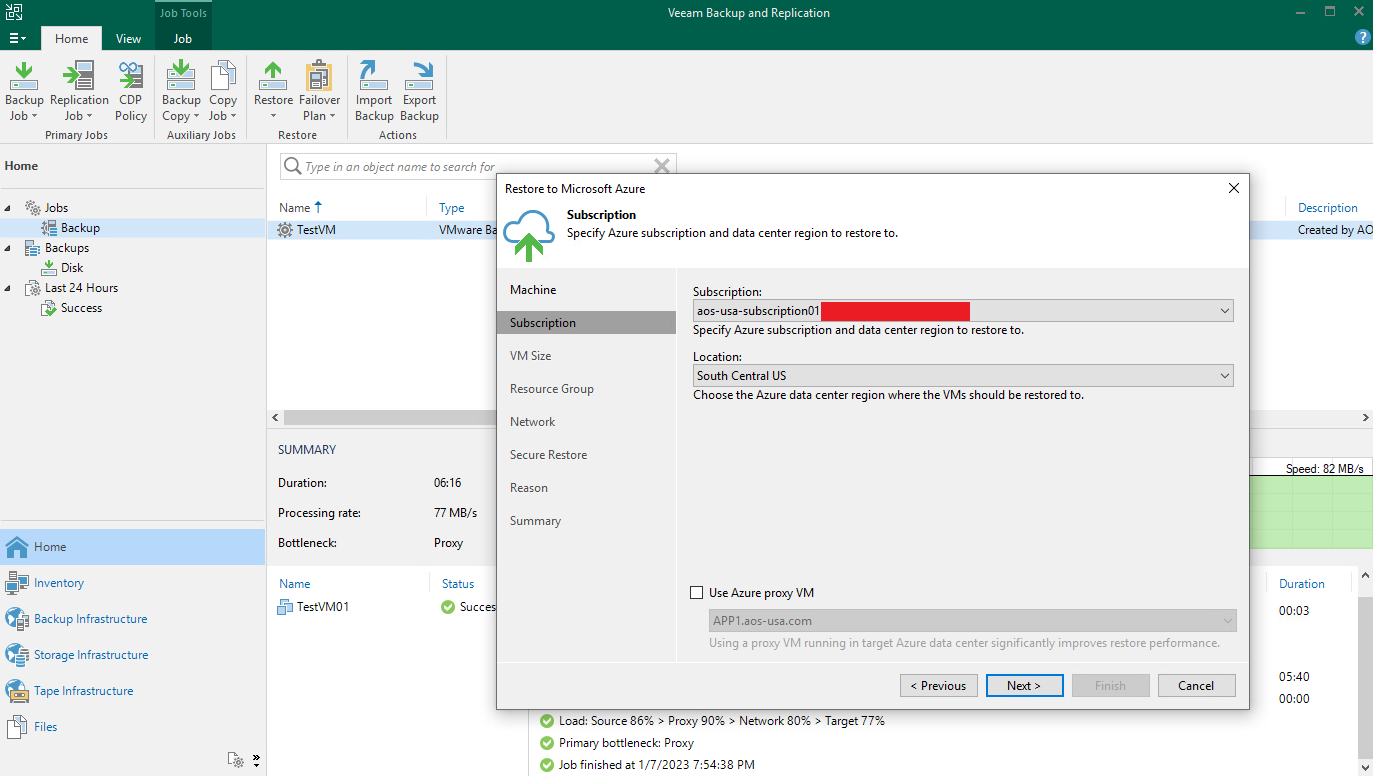 Job Tools
Veeam Backup and Replication
Home
View
Job
?
Backup
Job
Replication
Job
CDP
Policy
Primary Jobs
Backup
Copy
Copy
Job
Auxiliary Jobs
Restore
Failover
Plan
Restore
Import
Backup
Export
Backup
Actions
Home
Jobs
Backup
Backups
Disk
Last 24 Hours
Success
Home
Inventory
Backup Infrastructure
Storage Infrastructure
Tape Infrastructure
Files
Type in an object name to search for
Name
Type
Description
TestVM
VMware Ba
Created by AO
SUMMARY
Duration:
06:16
Processing rate:
77 MB/s
Bottleneck:
Proxy
Speed: 82 MB/s
Name
Status
Duration
TestVM01
Succes
00:03
05:40
00:00
Restore to Microsoft Azure
Subscription
Specify Azure subscription and data center region to restore to.
Machine
Subscription
VM Size
Resource Group
Network
Secure Restore
Reason
Summary
Subscription:
aos-usa-subscription01
Specify Azure subscription and data center region to restore to.
Location:
South Central US
Choose the Azure data center region where the VMs should be restored to.
Use Azure proxy VM
APP1.aos-usa.com
Using a proxy VM running in target Azure data center significantly improves restore performance.
< Previous
Next >
Finish
Cancel
Load: Source 86% > Proxy 90% > Network 80% > Target 77%
Primary bottleneck: Proxy
Job finished at 1/7/2023 7:54:38 PM